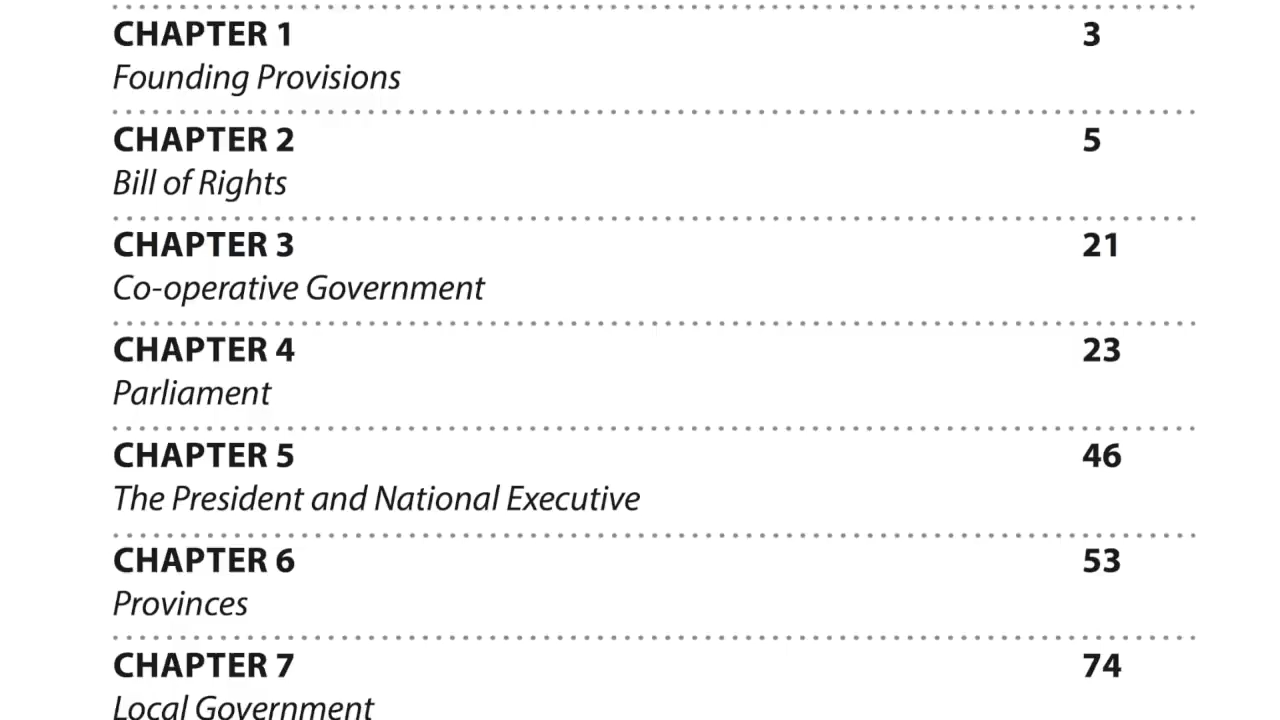 CHAPTER 1 3
Founding Provisions
CHAPTER 2 5
Bill of Rights
CHAPTER 3 21
Co-operative Government
CHAPTER 4 23
Parliament
CHAPTER 5 46
The President and National Executive
CHAPTER 6 53
Provinces
CHAPTER 7 74
Local Government